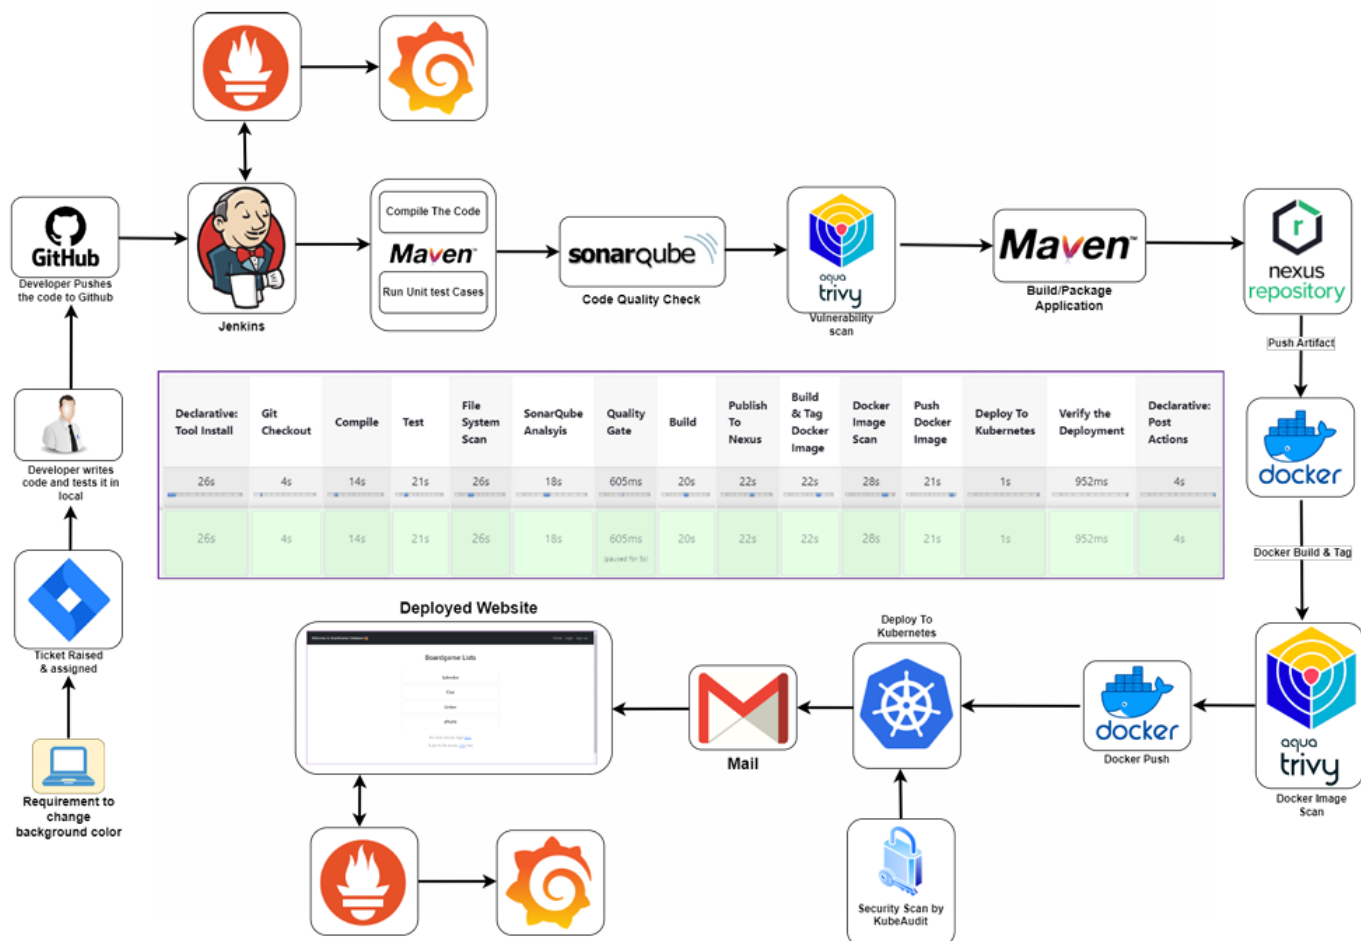 GitHub
Developer Pushes
the code to Github
Jenkins
Compile The Code
Maven™
Run Unit test Cases
sonarqube
Code Quality Check
aqua
trivy
Vulnerability
scan
Maven™
Build/Package
Application
nexus
repository
Push Artifact
Developer writes
code and tests it in
local
Declarative:
Tool Install
Git
Checkout
Compile
Test
File
System
Scan
SonarQube
Analsyis
Quality
Gate
Build
Publish
To
Nexus
Build
& Tag
Docker
Image
Docker
Image
Scan
Push
Docker
Image
Deploy To
Kubernetes
Verify the
Deployment
Declarative:
Post
Actions
26s 4s 14s 21s 26s 18s 605ms 20s 22s 22s 28s 21s 1s 952ms 4s
26s 4s 14s 21s 26s 18s 605ms 20s 22s 22s 28s 21s 1s 952ms 4s
(paused for 5s)
docker
Docker Build & Tag
Ticket Raised
& assigned
Requirement to
change
background color
Deployed Website
Boardgame Lists
Mail
Deploy To
Kubernetes
Security Scan by
KubeAudit
docker
Docker Push
aqua
trivy
Docker Image
Scan